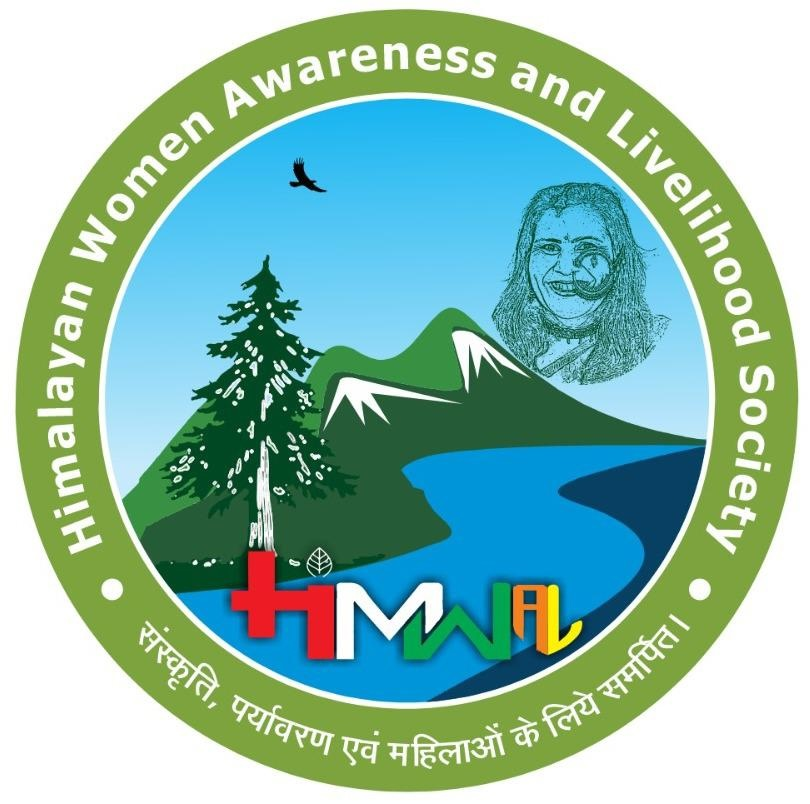 Himalayan Women Awareness and Livelihood Society
HIMWAL
संस्कृति, पर्यावरण एवं महिलाओं के लिये समर्पित।